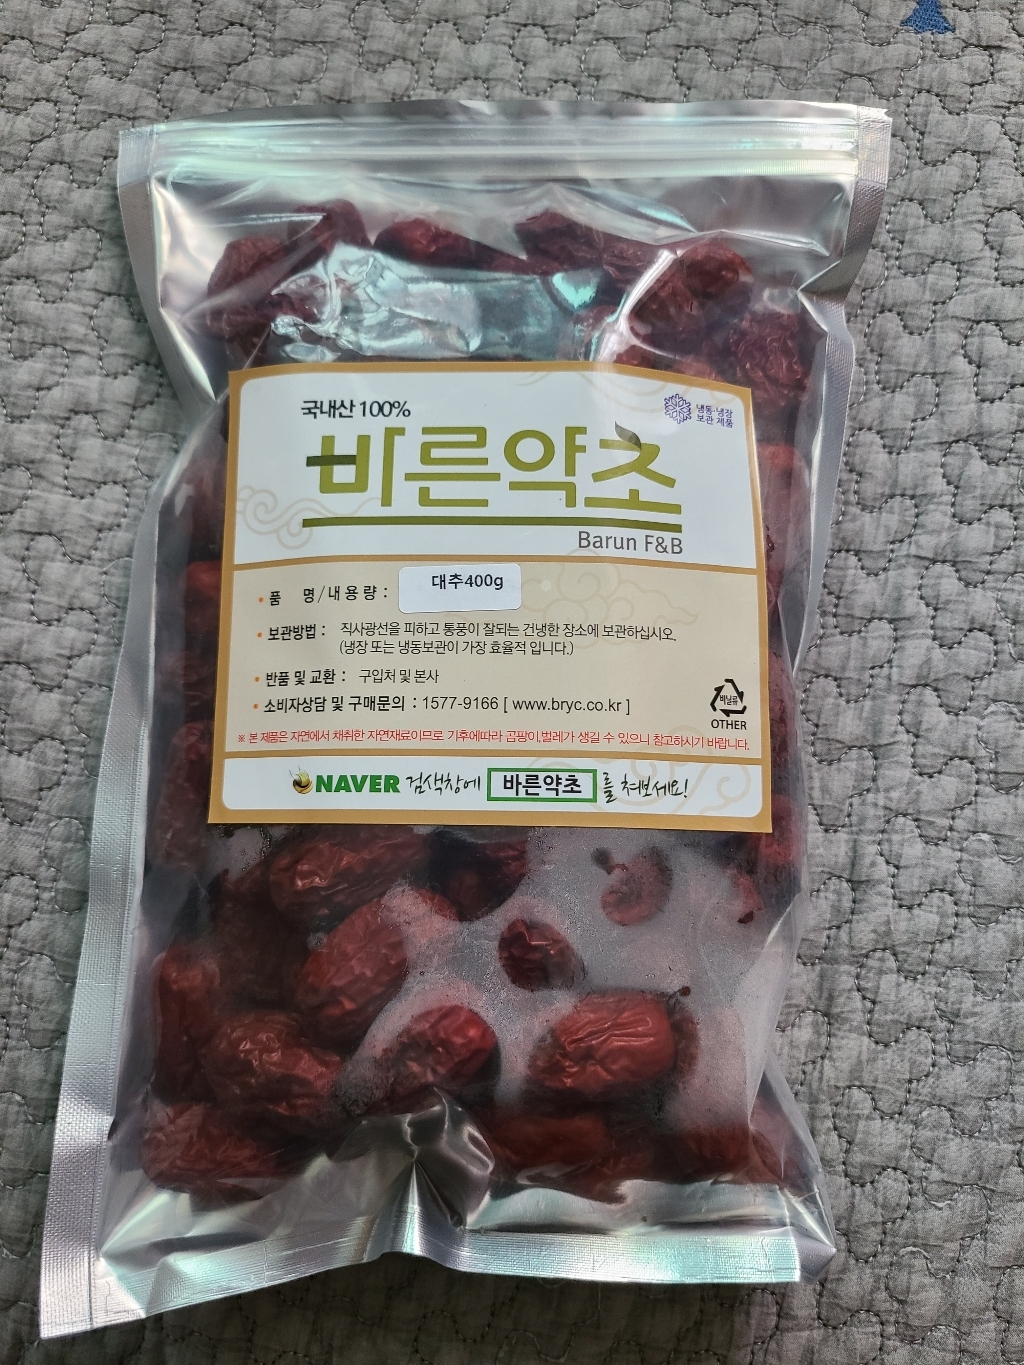 국내산 100%
냉동·냉장
보관 제품
바른약초
Barun F&B
• 품 명/내용량 : 대추400g
• 보관방법 : 직사광선을 피하고 통풍이 잘되는 건냉한 장소에 보관하십시오.
(냉장 또는 냉동보관이 가장 효율적 입니다.)
• 반품 및 교환 : 구입처 및 본사
• 소비자상담 및 구매문의 : 1577-9166 [ www.bryc.co.kr ]
비닐류
OTHER
※ 본 제품은 자연에서 채취한 자연재료이므로 기후에따라 곰팡이,벌레가 생길 수 있으니 참고하시기 바랍니다.
NAVER 검색창에 바른약초 를 쳐보세요!